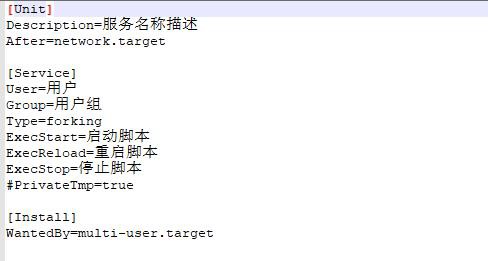 [Unit]
Description=服务名称描述
After=network.target

[Service]
User=用户
Group=用户组
Type=forking
ExecStart=启动脚本
ExecReload=重启脚本
ExecStop=停止脚本
#PrivateTmp=true

[Install]
WantedBy=multi-user.target